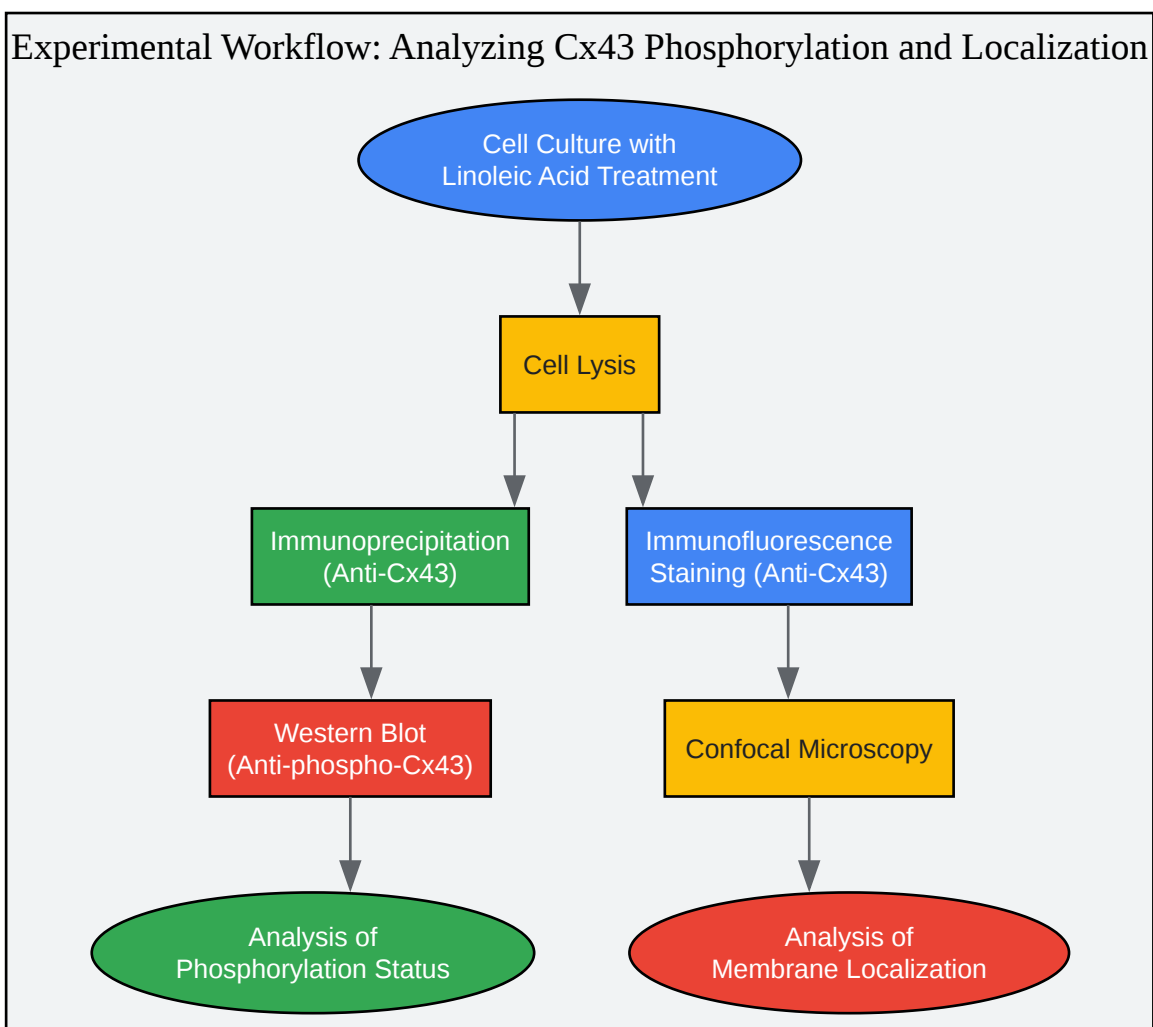 Experimental Workflow: Analyzing Cx43 Phosphorylation and Localization
Cell Culture with
Linoleic Acid Treatment
Cell Lysis
Immunoprecipitation
(Anti-Cx43)
Immunofluorescence
Staining (Anti-Cx43)
Western Blot
(Anti-phospho-Cx43)
Confocal Microscopy
Analysis of
Phosphorylation Status
Analysis of
Membrane Localization